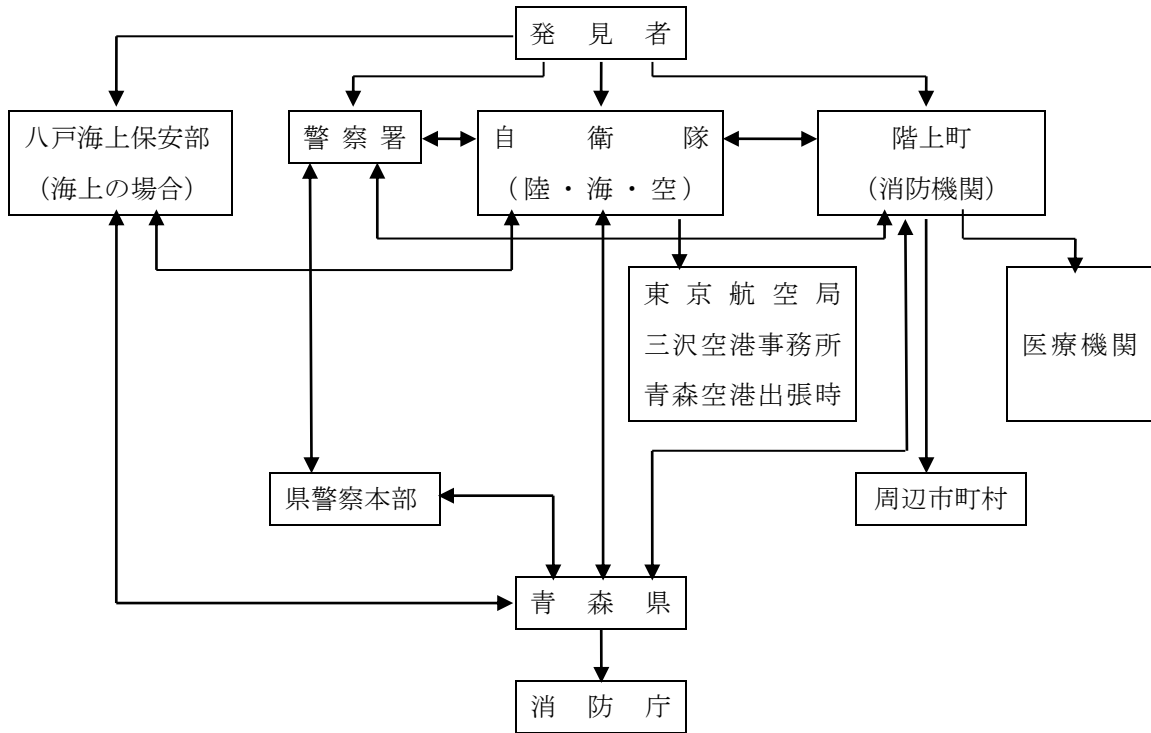 発見者
八戸海上保安部
（海上の場合）
警察署
自衛隊
（陸・海・空）
階上町
（消防機関）
東京航空局
三沢空港事務所
青森空港出張時
医療機関
県警察本部
周辺市町村
青森県
消防庁